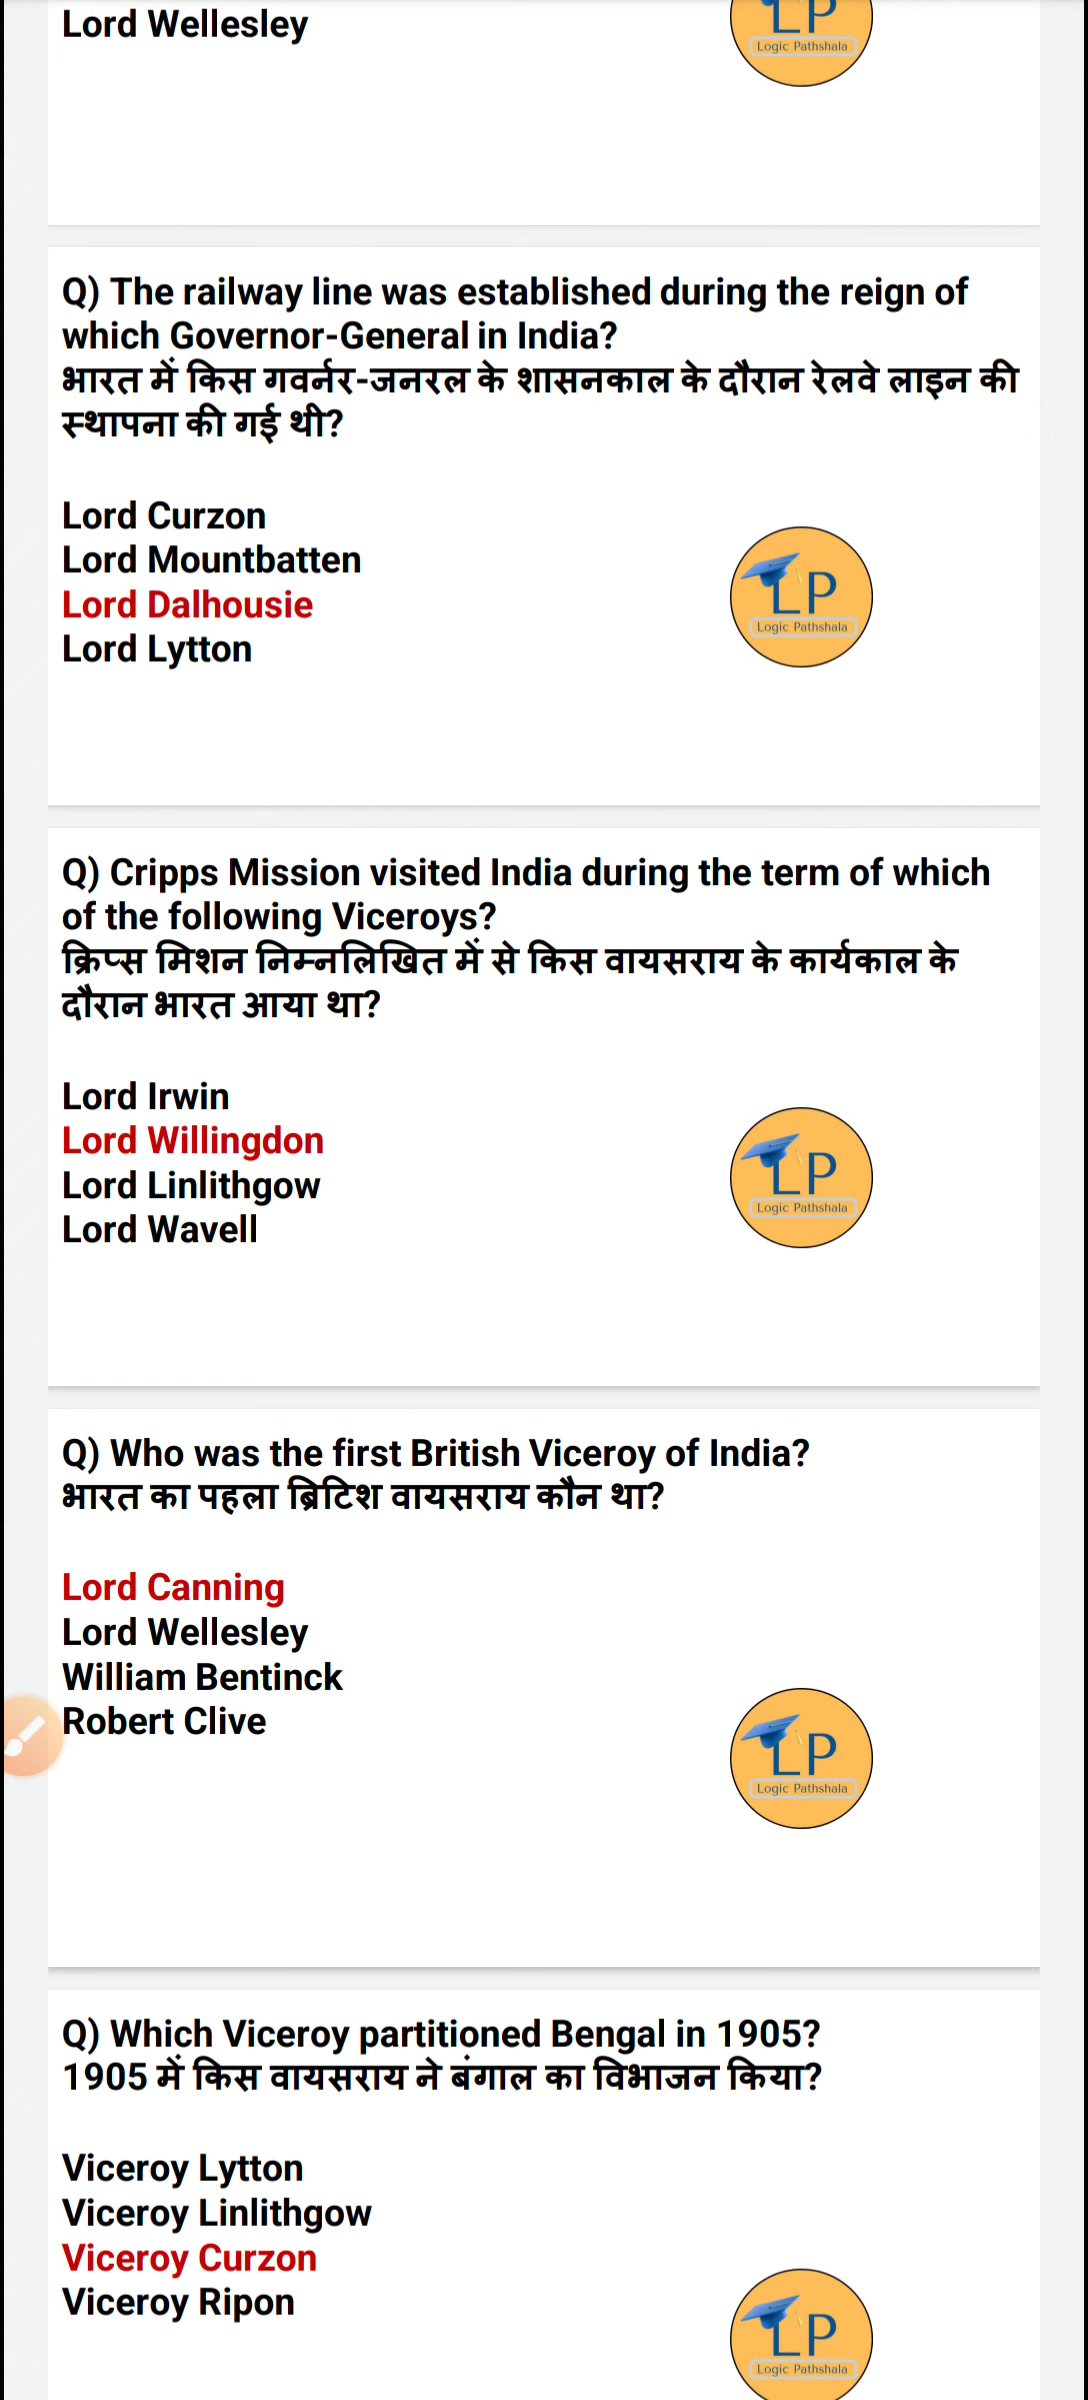 Lord Wellesley
LP
Logic Pathshala
Q) The railway line was established during the reign of
which Governor-General in India?
भारत में किस गवर्नर-जनरल के शासनकाल के दौरान रेलवे लाइन की
स्थापना की गई थी?
Lord Curzon
Lord Mountbatten
Lord Dalhousie
Lord Lytton
LP
Logic Pathshala
Q) Cripps Mission visited India during the term of which
of the following Viceroys?
क्रिप्स मिशन निम्नलिखित में से किस वायसराय के कार्यकाल के
दौरान भारत आया था?
Lord Irwin
Lord Willingdon
Lord Linlithgow
Lord Wavell
LP
Logic Pathshala
Q) Who was the first British Viceroy of India?
भारत का पहला ब्रिटिश वायसराय कौन था?
Lord Canning
Lord Wellesley
William Bentinck
Robert Clive
LP
Logic Pathshala
Q) Which Viceroy partitioned Bengal in 1905?
1905 में किस वायसराय ने बंगाल का विभाजन किया?
Viceroy Lytton
Viceroy Linlithgow
Viceroy Curzon
Viceroy Ripon
LP
Logic Pathshala